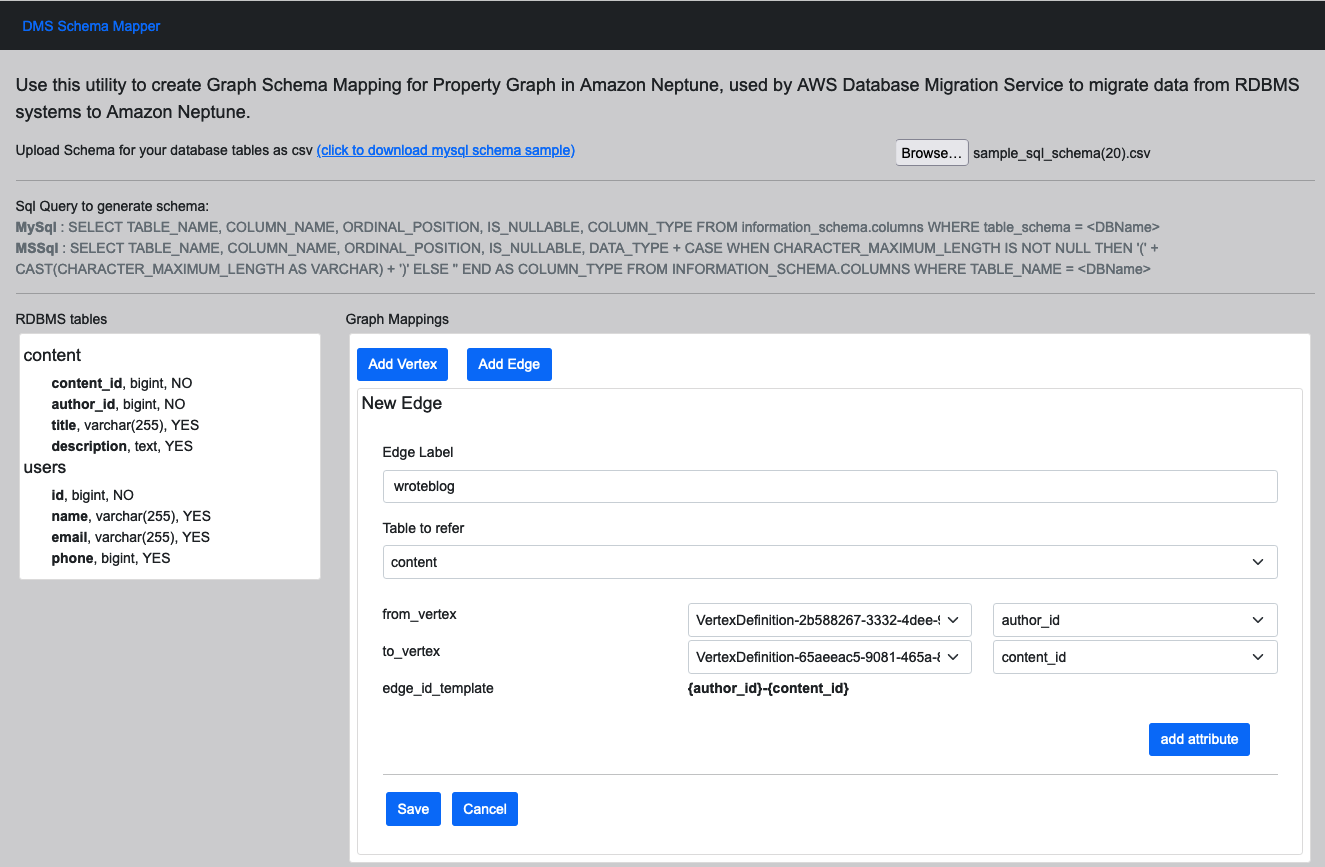 DMS Schema Mapper
Use this utility to create Graph Schema Mapping for Property Graph in Amazon Neptune, used by AWS Database Migration Service to migrate data from RDBMS
systems to Amazon Neptune.
Upload Schema for your database tables as csv (click to download mysql schema sample)
Browse... sample_sql_schema(20).csv
Sql Query to generate schema:
MySql : SELECT TABLE_NAME, COLUMN_NAME, ORDINAL_POSITION, IS_NULLABLE, COLUMN_TYPE FROM information_schema.columns WHERE table_schema = <DBName>
MSSql : SELECT TABLE_NAME, COLUMN_NAME, ORDINAL_POSITION, IS_NULLABLE, DATA_TYPE + CASE WHEN CHARACTER_MAXIMUM_LENGTH IS NOT NULL THEN '(' +
CAST(CHARACTER_MAXIMUM_LENGTH AS VARCHAR) + ')' ELSE '' END AS COLUMN_TYPE FROM INFORMATION_SCHEMA.COLUMNS WHERE TABLE_NAME = <DBName>
RDBMS tables
content
content_id, bigint, NO
author_id, bigint, NO
title, varchar(255), YES
description, text, YES
users
id, bigint, NO
name, varchar(255), YES
email, varchar(255), YES
phone, bigint, YES
Graph Mappings
Add Vertex Add Edge
New Edge
Edge Label
wroteblog
Table to refer
content
from_vertex VertexDefinition-2b588267-3332-4dee- author_id
to_vertex VertexDefinition-65aeeac5-9081-465a- content_id
edge_id_template {author_id}-{content_id}
add attribute
Save Cancel